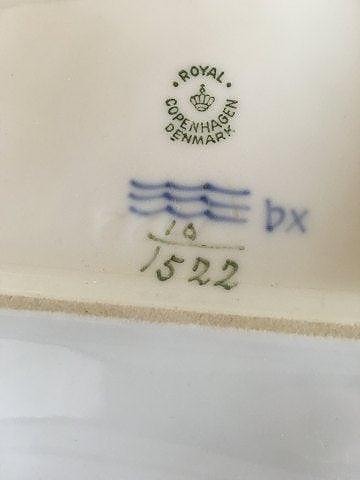 ROYAL
COPENHAGEN
DENMARK
bx
10
1522